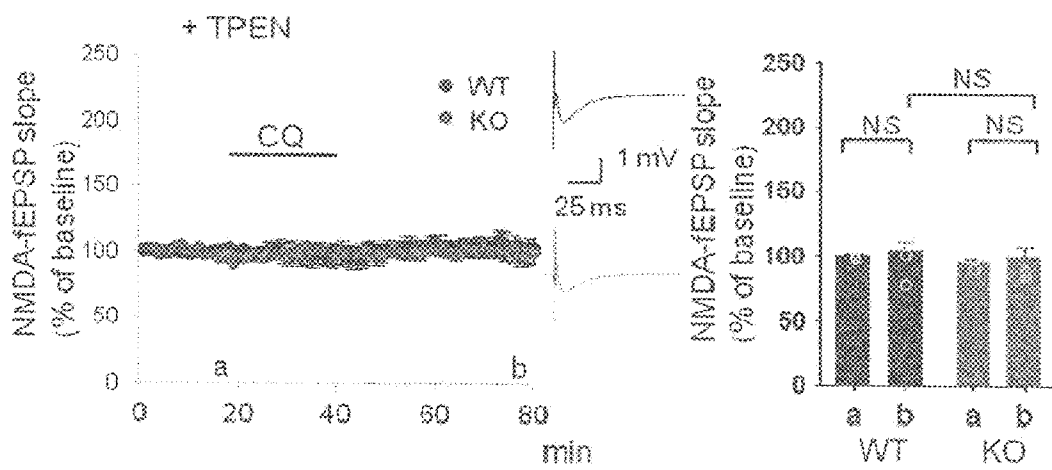 + TPEN
NMDA-fEPSP slope
(% of baseline)
250
200
150
100
50
0
WT
KO
CQ
a
b
0
20
40
60
80
min
1 mV
25 ms
NMDA-fEPSP slope
(% of baseline)
250
200
150
100
50
0
NS
NS
NS
a
b
a
b
WT
KO